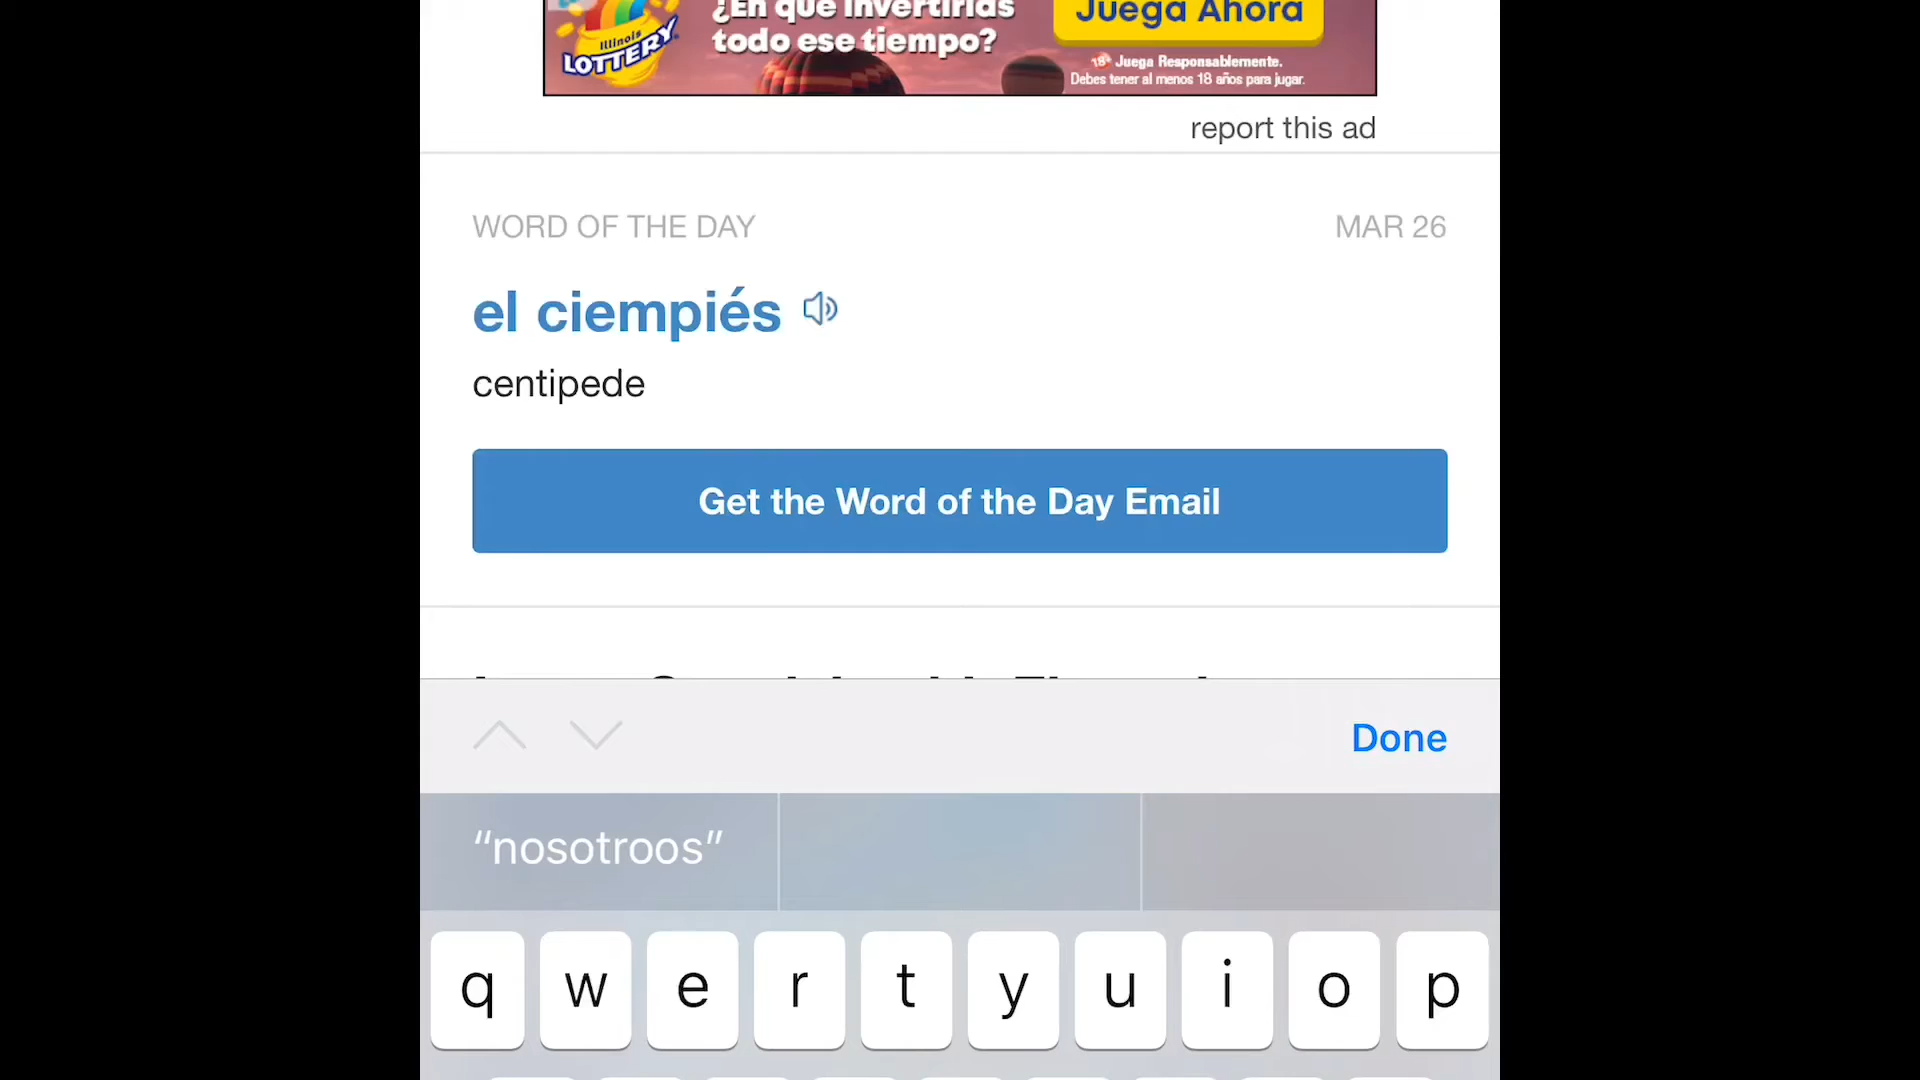 ¿En qué invertirías
todo ese tiempo?
Juega Ahora
Illinois
LOTTERY
18+ Juega Responsablemente.
Debes tener al menos 18 años para jugar.
report this ad
WORD OF THE DAY
MAR 26
el ciempiés
centipede
Get the Word of the Day Email
Done
“nosotroos”
q w e r t y u i o p